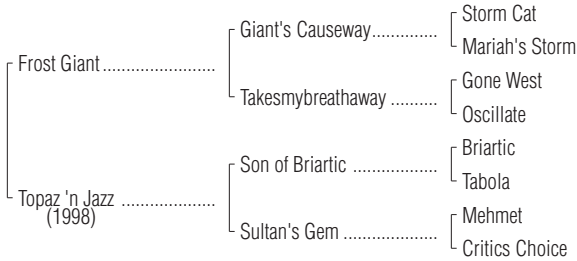 Storm Cat
Giant's Causeway..............
Mariah's Storm
Frost Giant........................
Gone West
Takesmybreathaway ..........
Oscillate
Briartic
Son of Briartic ..................
Tabola
Topaz 'n Jazz ....................
(1998)
Mehmet
Sultan's Gem ....................
Critics Choice